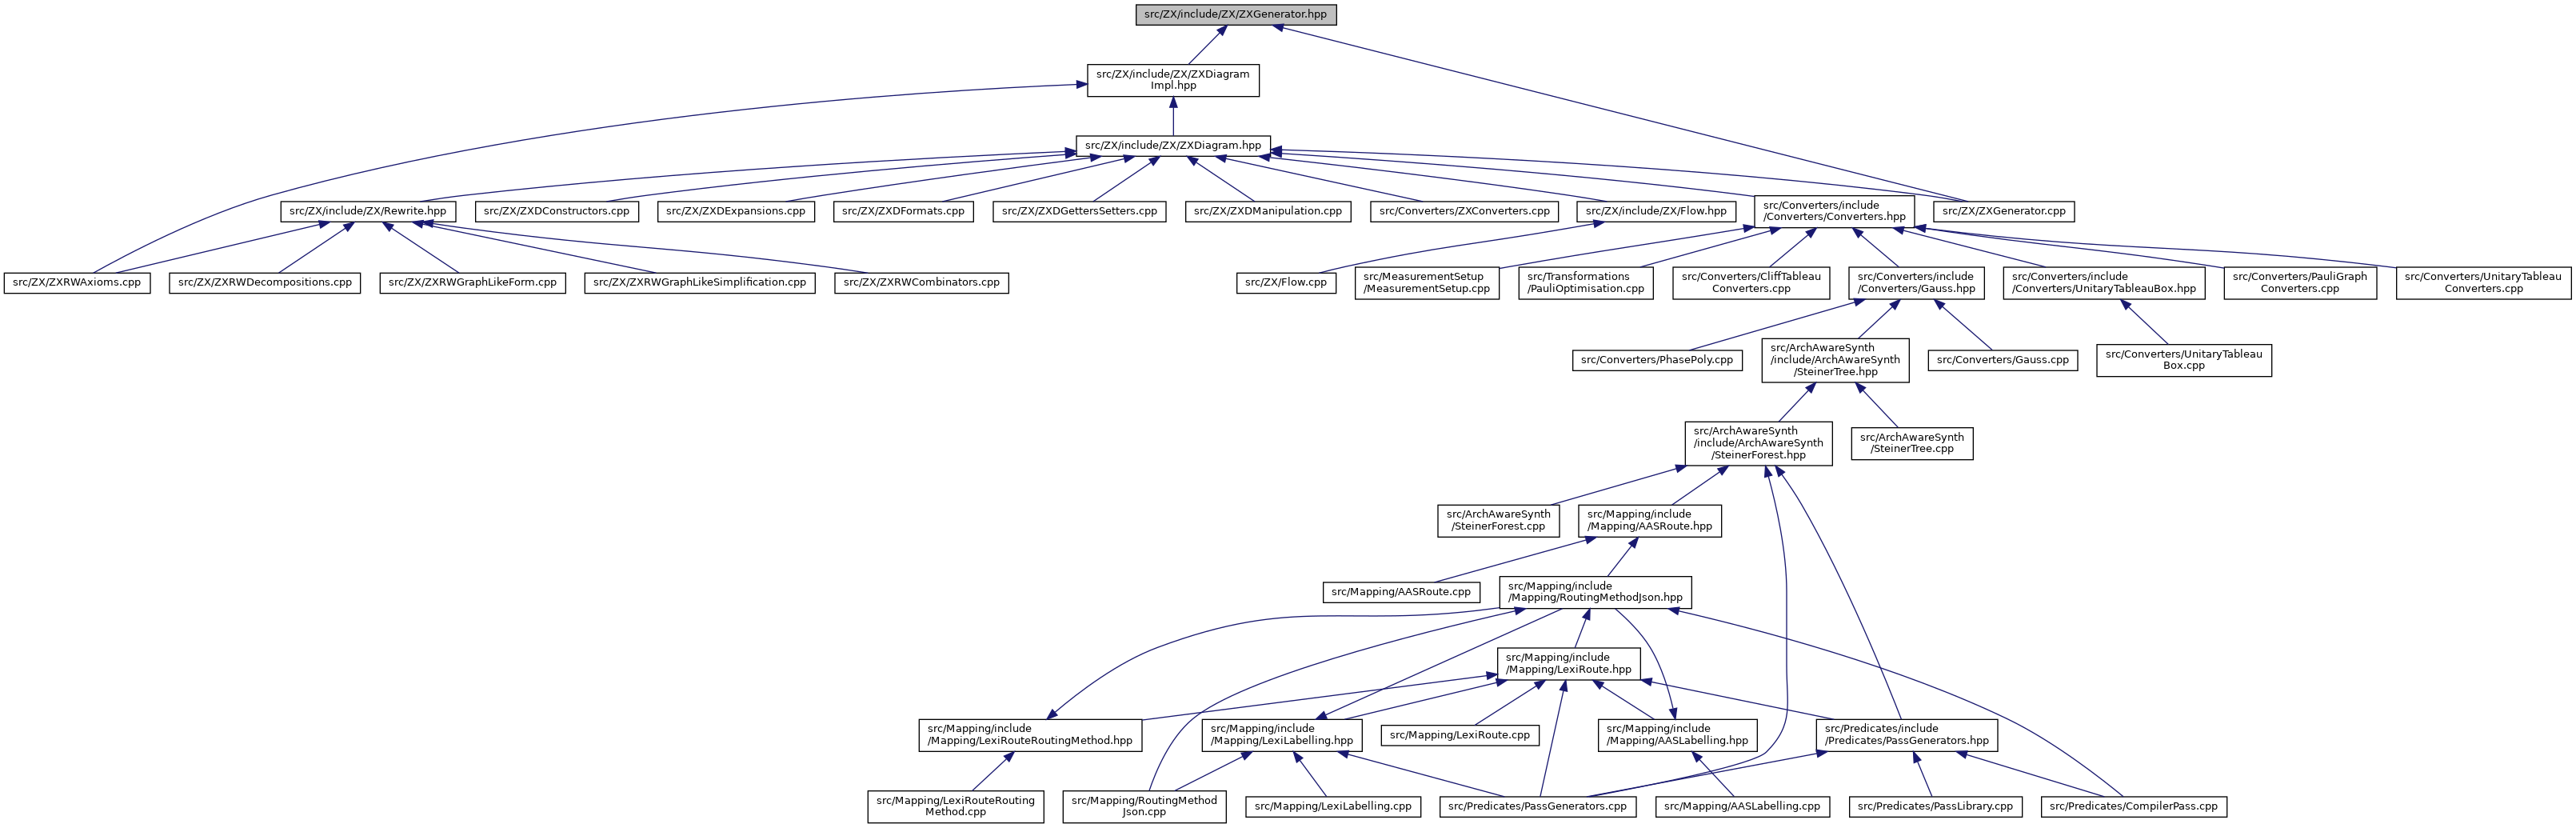 src/ZX/include/ZX/ZXGenerator.hpp
src/ZX/include/ZX/ZXDiagram
Impl.hpp
src/ZX/include/ZX/ZXDiagram.hpp
src/ZX/include/ZX/Rewrite.hpp
src/ZX/ZXDConstructors.cpp
src/ZX/ZXDExpansions.cpp
src/ZX/ZXDFormats.cpp
src/ZX/ZXDGettersSetters.cpp
src/ZX/ZXDManipulation.cpp
src/Converters/ZXConverters.cpp
src/ZX/include/ZX/Flow.hpp
src/Converters/include
/Converters/Converters.hpp
src/ZX/ZXGenerator.cpp
src/ZX/ZXRWAxioms.cpp
src/ZX/ZXRWDecompositions.cpp
src/ZX/ZXRWGraphLikeForm.cpp
src/ZX/ZXRWGraphLikeSimplification.cpp
src/ZX/ZXRWCombinators.cpp
src/ZX/Flow.cpp
src/MeasurementSetup
/MeasurementSetup.cpp
src/Transformations
/PauliOptimisation.cpp
src/Converters/CliffTableau
Converters.cpp
src/Converters/include
/Converters/Gauss.hpp
src/Converters/include
/Converters/UnitaryTableauBox.hpp
src/Converters/PauliGraph
Converters.cpp
src/Converters/UnitaryTableau
Converters.cpp
src/Converters/PhasePoly.cpp
src/ArchAwareSynth
/include/ArchAwareSynth
/SteinerTree.hpp
src/Converters/Gauss.cpp
src/Converters/UnitaryTableau
Box.cpp
src/ArchAwareSynth
/include/ArchAwareSynth
/SteinerForest.hpp
src/ArchAwareSynth
/SteinerTree.cpp
src/ArchAwareSynth
/SteinerForest.cpp
src/Mapping/include
/Mapping/AASRoute.hpp
src/Mapping/AASRoute.cpp
src/Mapping/include
/Mapping/RoutingMethodJson.hpp
src/Mapping/include
/Mapping/LexiRoute.hpp
src/Mapping/include
/Mapping/LexiRouteRoutingMethod.hpp
src/Mapping/include
/Mapping/LexiLabelling.hpp
src/Mapping/LexiRoute.cpp
src/Mapping/include
/Mapping/AASLabelling.hpp
src/Predicates/include
/Predicates/PassGenerators.hpp
src/Mapping/LexiRouteRouting
Method.cpp
src/Mapping/RoutingMethod
Json.cpp
src/Mapping/LexiLabelling.cpp
src/Predicates/PassGenerators.cpp
src/Mapping/AASLabelling.cpp
src/Predicates/PassLibrary.cpp
src/Predicates/CompilerPass.cpp